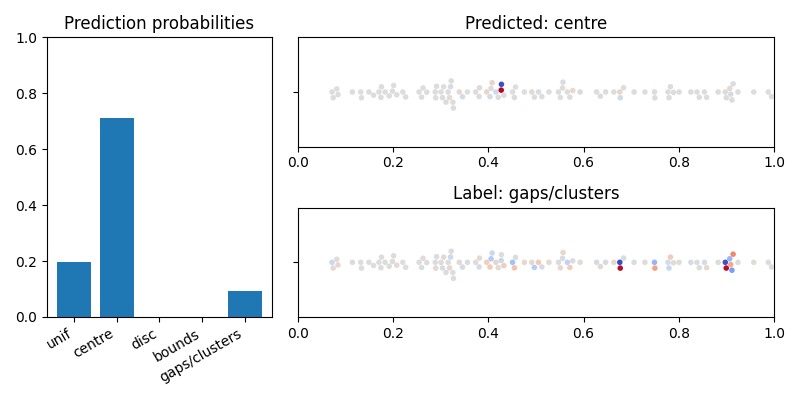 Prediction probabilities
1.0
0.8
0.6
0.4
0.2
0.0
unif
centre
disc
bounds
gaps/clusters
Predicted: centre
0.0 0.2 0.4 0.6 0.8 1.0
Label: gaps/clusters
0.0 0.2 0.4 0.6 0.8 1.0